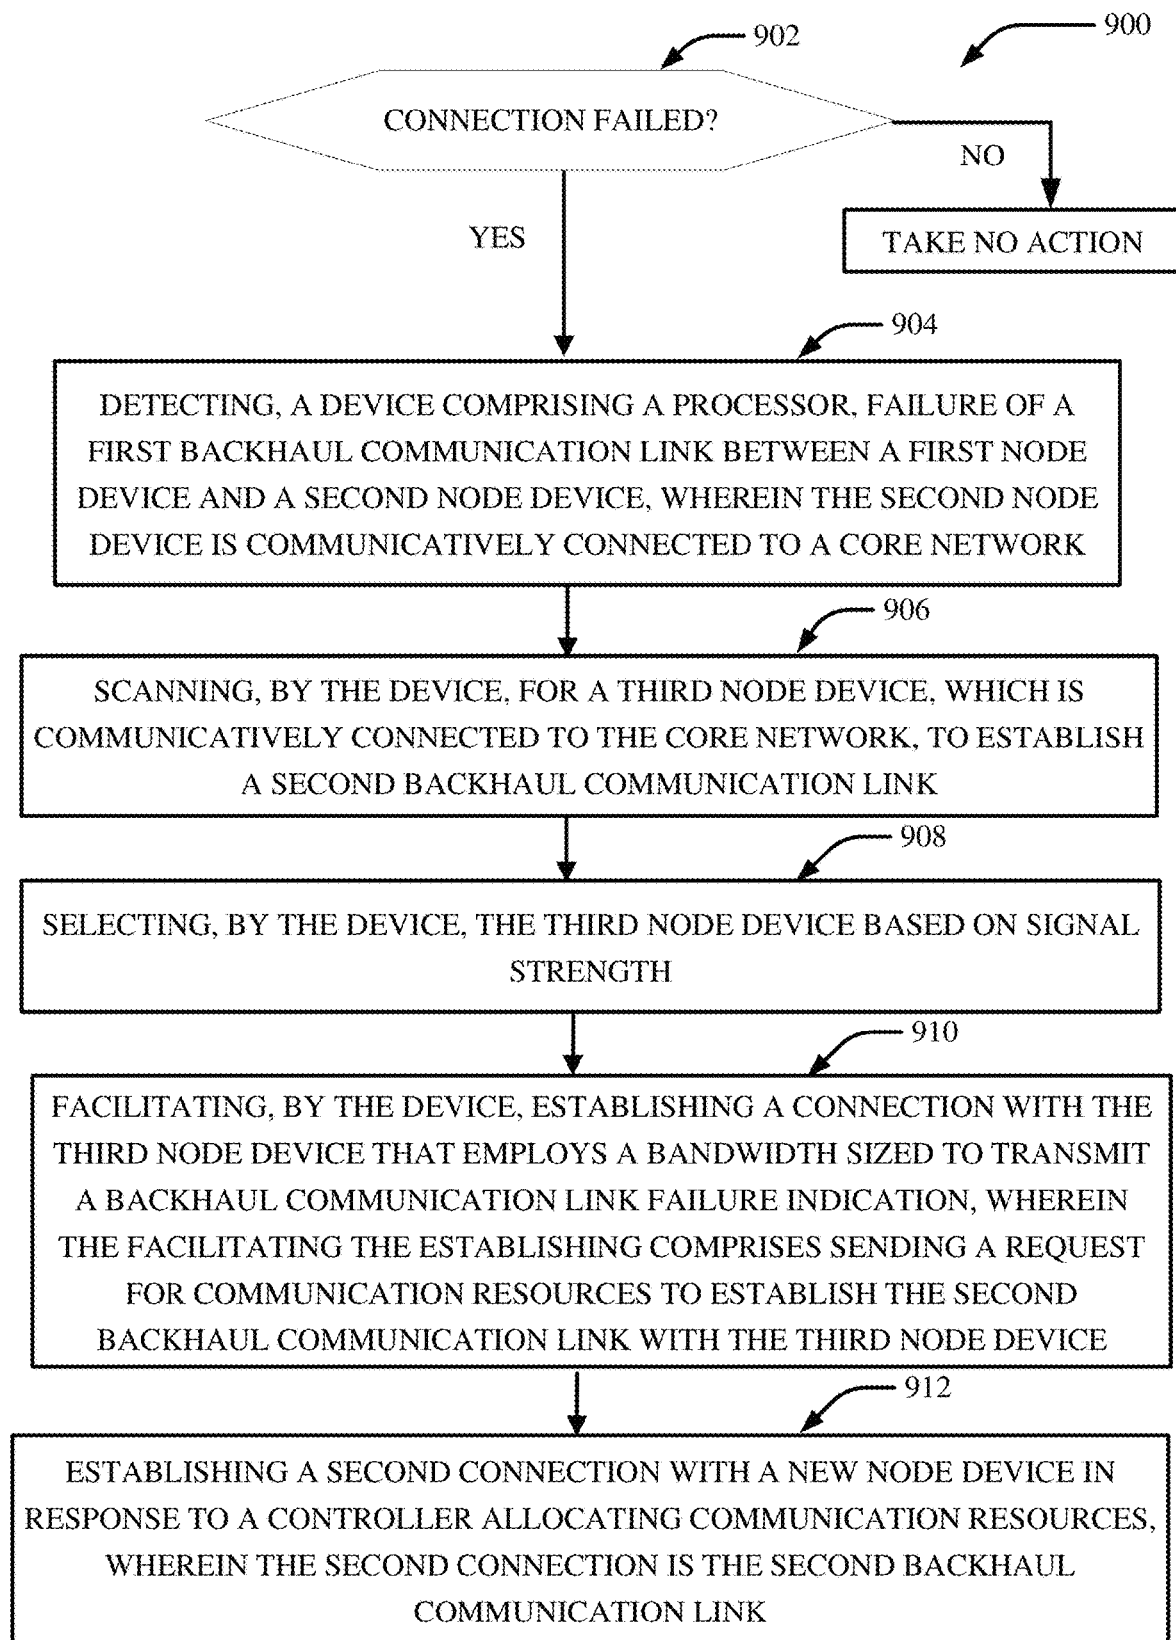 902
900
CONNECTION FAILED?
NO
YES
TAKE NO ACTION
904
DETECTING, A DEVICE COMPRISING A PROCESSOR, FAILURE OF A
FIRST BACKHAUL COMMUNICATION LINK BETWEEN A FIRST NODE
DEVICE AND A SECOND NODE DEVICE, WHEREIN THE SECOND NODE
DEVICE IS COMMUNICATIVELY CONNECTED TO A CORE NETWORK
906
SCANNING, BY THE DEVICE, FOR A THIRD NODE DEVICE, WHICH IS
COMMUNICATIVELY CONNECTED TO THE CORE NETWORK, TO ESTABLISH
A SECOND BACKHAUL COMMUNICATION LINK
908
SELECTING, BY THE DEVICE, THE THIRD NODE DEVICE BASED ON SIGNAL
STRENGTH
910
FACILITATING, BY THE DEVICE, ESTABLISHING A CONNECTION WITH THE
THIRD NODE DEVICE THAT EMPLOYS A BANDWIDTH SIZED TO TRANSMIT
A BACKHAUL COMMUNICATION LINK FAILURE INDICATION, WHEREIN
THE FACILITATING THE ESTABLISHING COMPRISES SENDING A REQUEST
FOR COMMUNICATION RESOURCES TO ESTABLISH THE SECOND
BACKHAUL COMMUNICATION LINK WITH THE THIRD NODE DEVICE
912
ESTABLISHING A SECOND CONNECTION WITH A NEW NODE DEVICE IN
RESPONSE TO A CONTROLLER ALLOCATING COMMUNICATION RESOURCES,
WHEREIN THE SECOND CONNECTION IS THE SECOND BACKHAUL
COMMUNICATION LINK